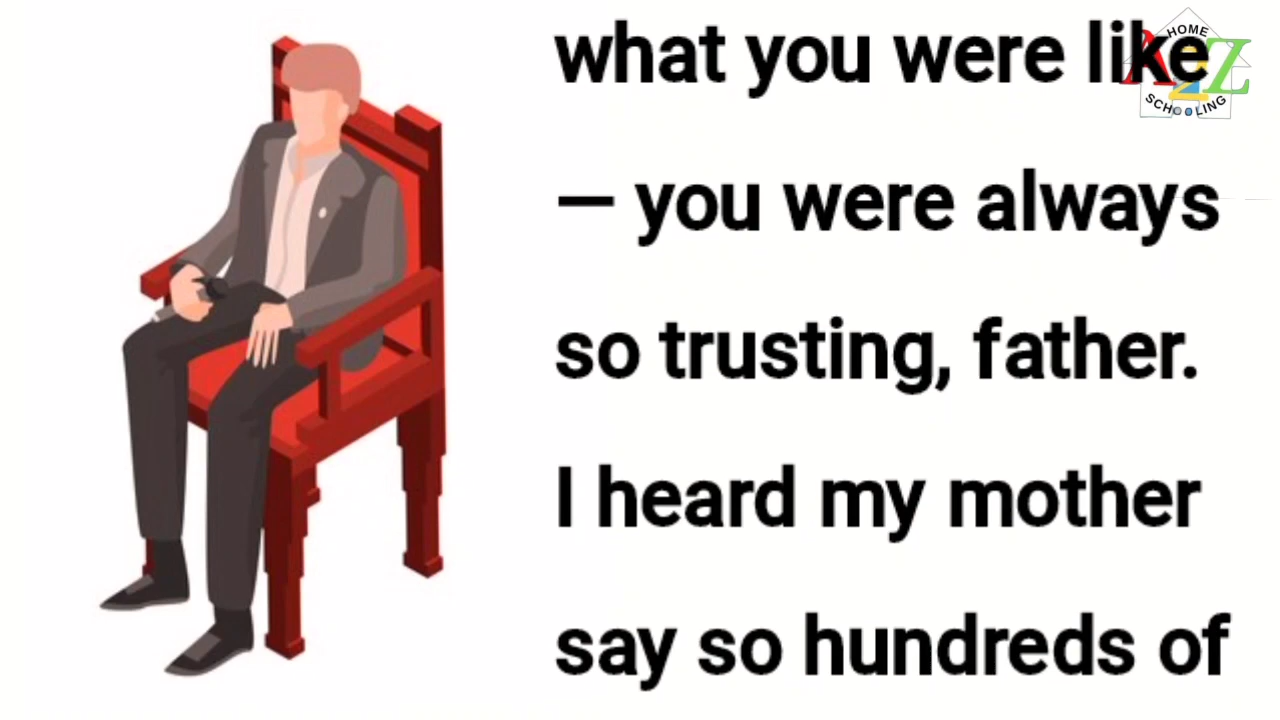 what you were like
— you were always
so trusting, father.
I heard my mother
say so hundreds of
HOME
A2Z
SCHOOLING